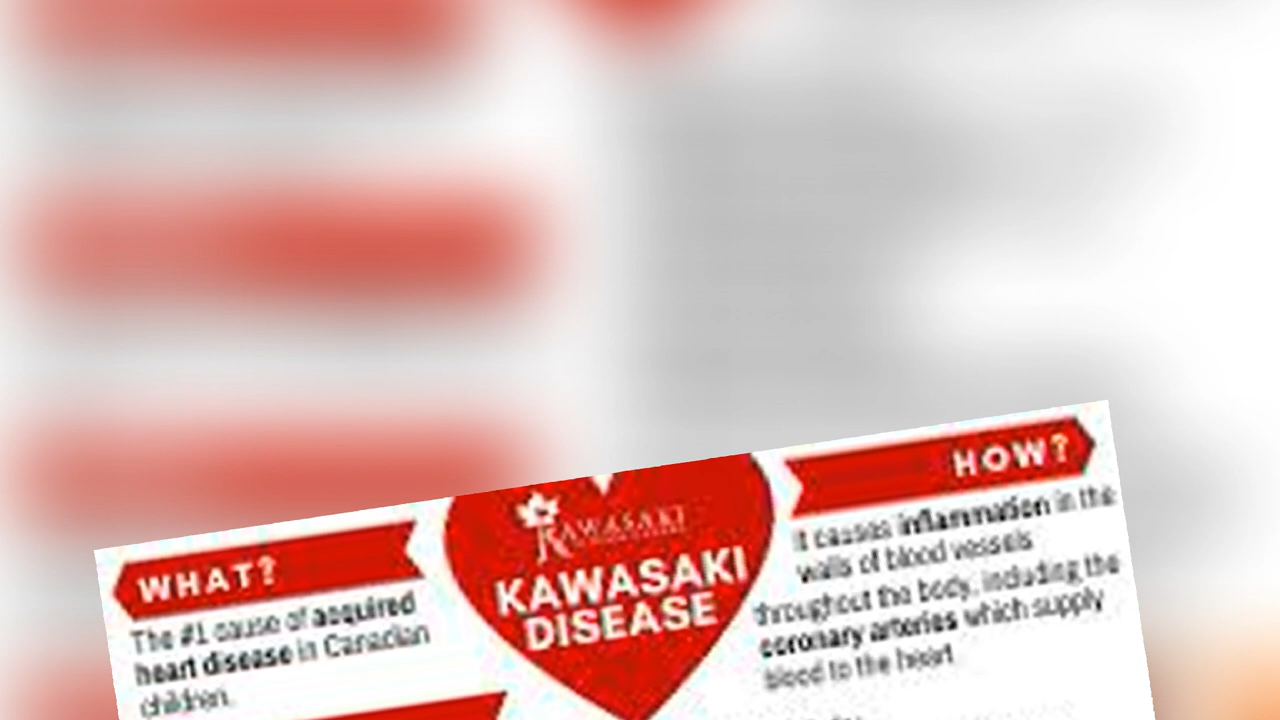 WHAT?
The #1 cause of acquired
heart disease in Canadian
children.
KAWASAKI
KAWASAKI
DISEASE
HOW?
It causes inflammation in the
walls of blood vessels
throughout the body, including the
coronary arteries which supply
blood to the heart